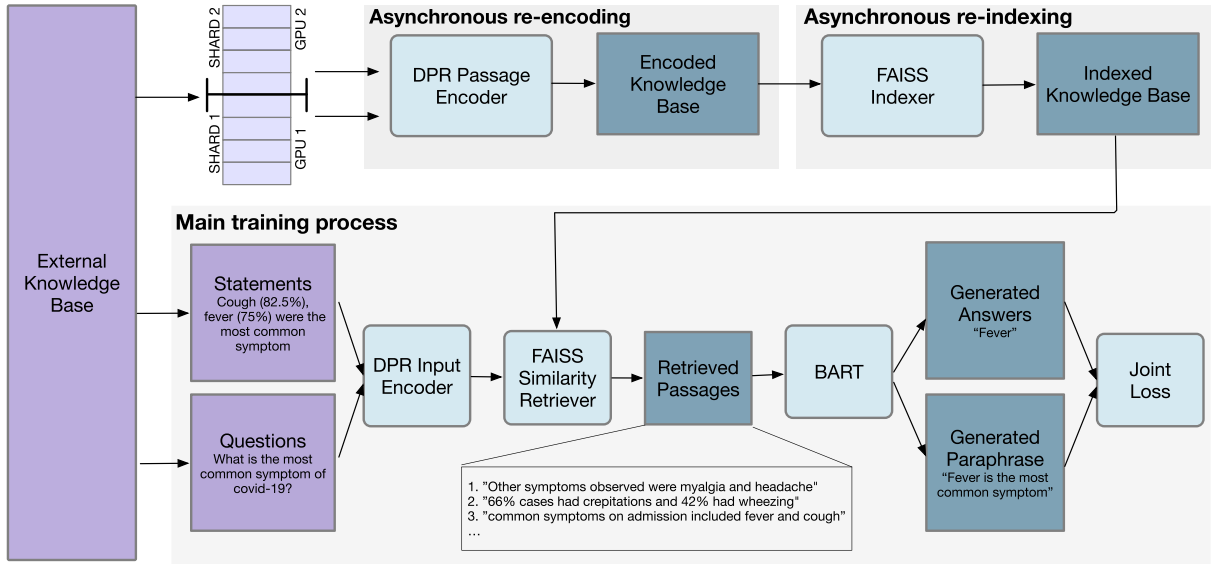 SHARD 2
GPU 2
SHARD 1
GPU 1
Asynchronous re-encoding
DPR Passage
Encoder
Encoded
Knowledge
Base
Asynchronous re-indexing
FAISS
Indexer
Indexed
Knowledge Base
External
Knowledge
Base
Main training process
Statements
Cough (82.5%),
fever (75%) were the
most common
symptom
Questions
What is the most
common symptom of
covid-19?
DPR Input
Encoder
FAISS
Similarity
Retriever
Retrieved
Passages
BART
Generated
Answers
“Fever”
Generated
Paraphrase
“Fever is the most
common symptom”
Joint
Loss
1. "Other symptoms observed were myalgia and headache"
2. "66% cases had crepitations and 42% had wheezing"
3. ”common symptoms on admission included fever and cough”
...